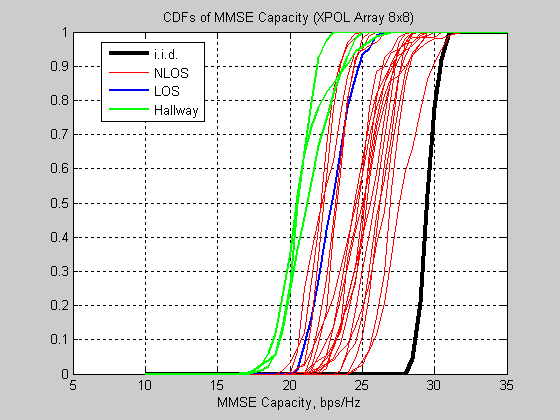 CDFs of MMSE Capacity (XPOL Array 8x8)
1
0.9
0.8
0.7
0.6
0.5
0.4
0.3
0.2
0.1
0
i.i.d.
NLOS
LOS
Hallway
5 10 15 20 25 30 35
MMSE Capacity, bps/Hz